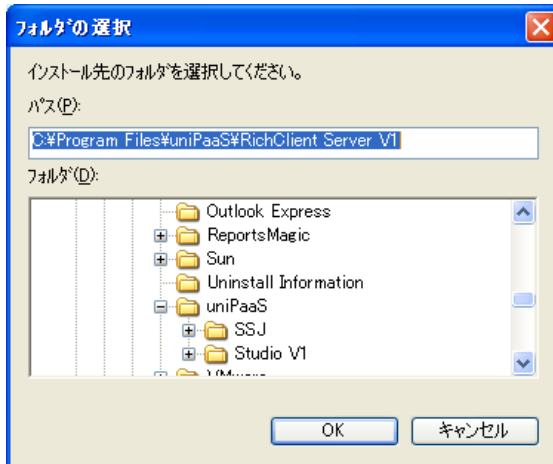 フォルダの選択
インストール先のフォルダを選択してください。
パス(P):
C:¥Program Files¥uniPaaS¥RichClient Server V1
フォルダ(D):
Outlook Express
ReportsMagic
Sun
Uninstall Information
uniPaaS
SSJ
Studio V1
VMware
OK キャンセル